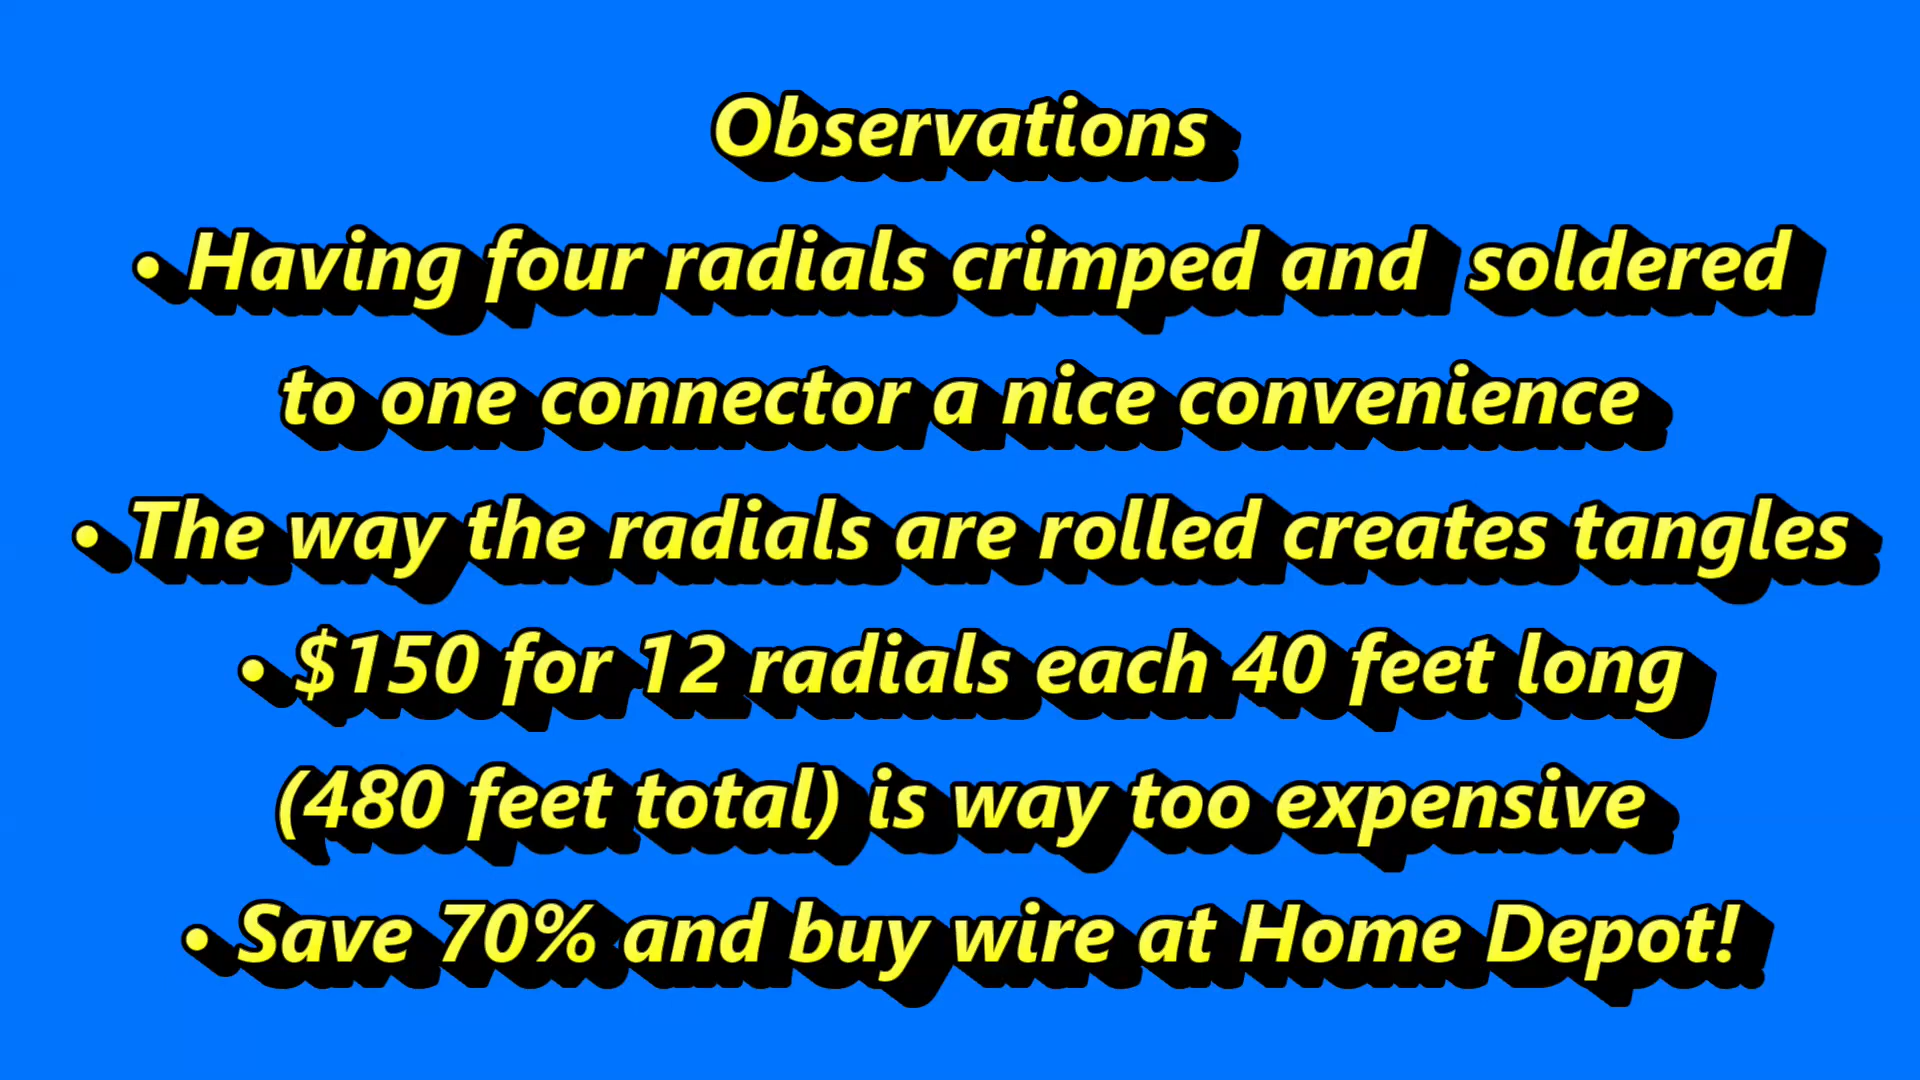 Observations
• Having four radials crimped and  soldered
to one connector a nice convenience
• The way the radials are rolled creates tangles
• $150 for 12 radials each 40 feet long
(480 feet total) is way too expensive
• Save 70% and buy wire at Home Depot!